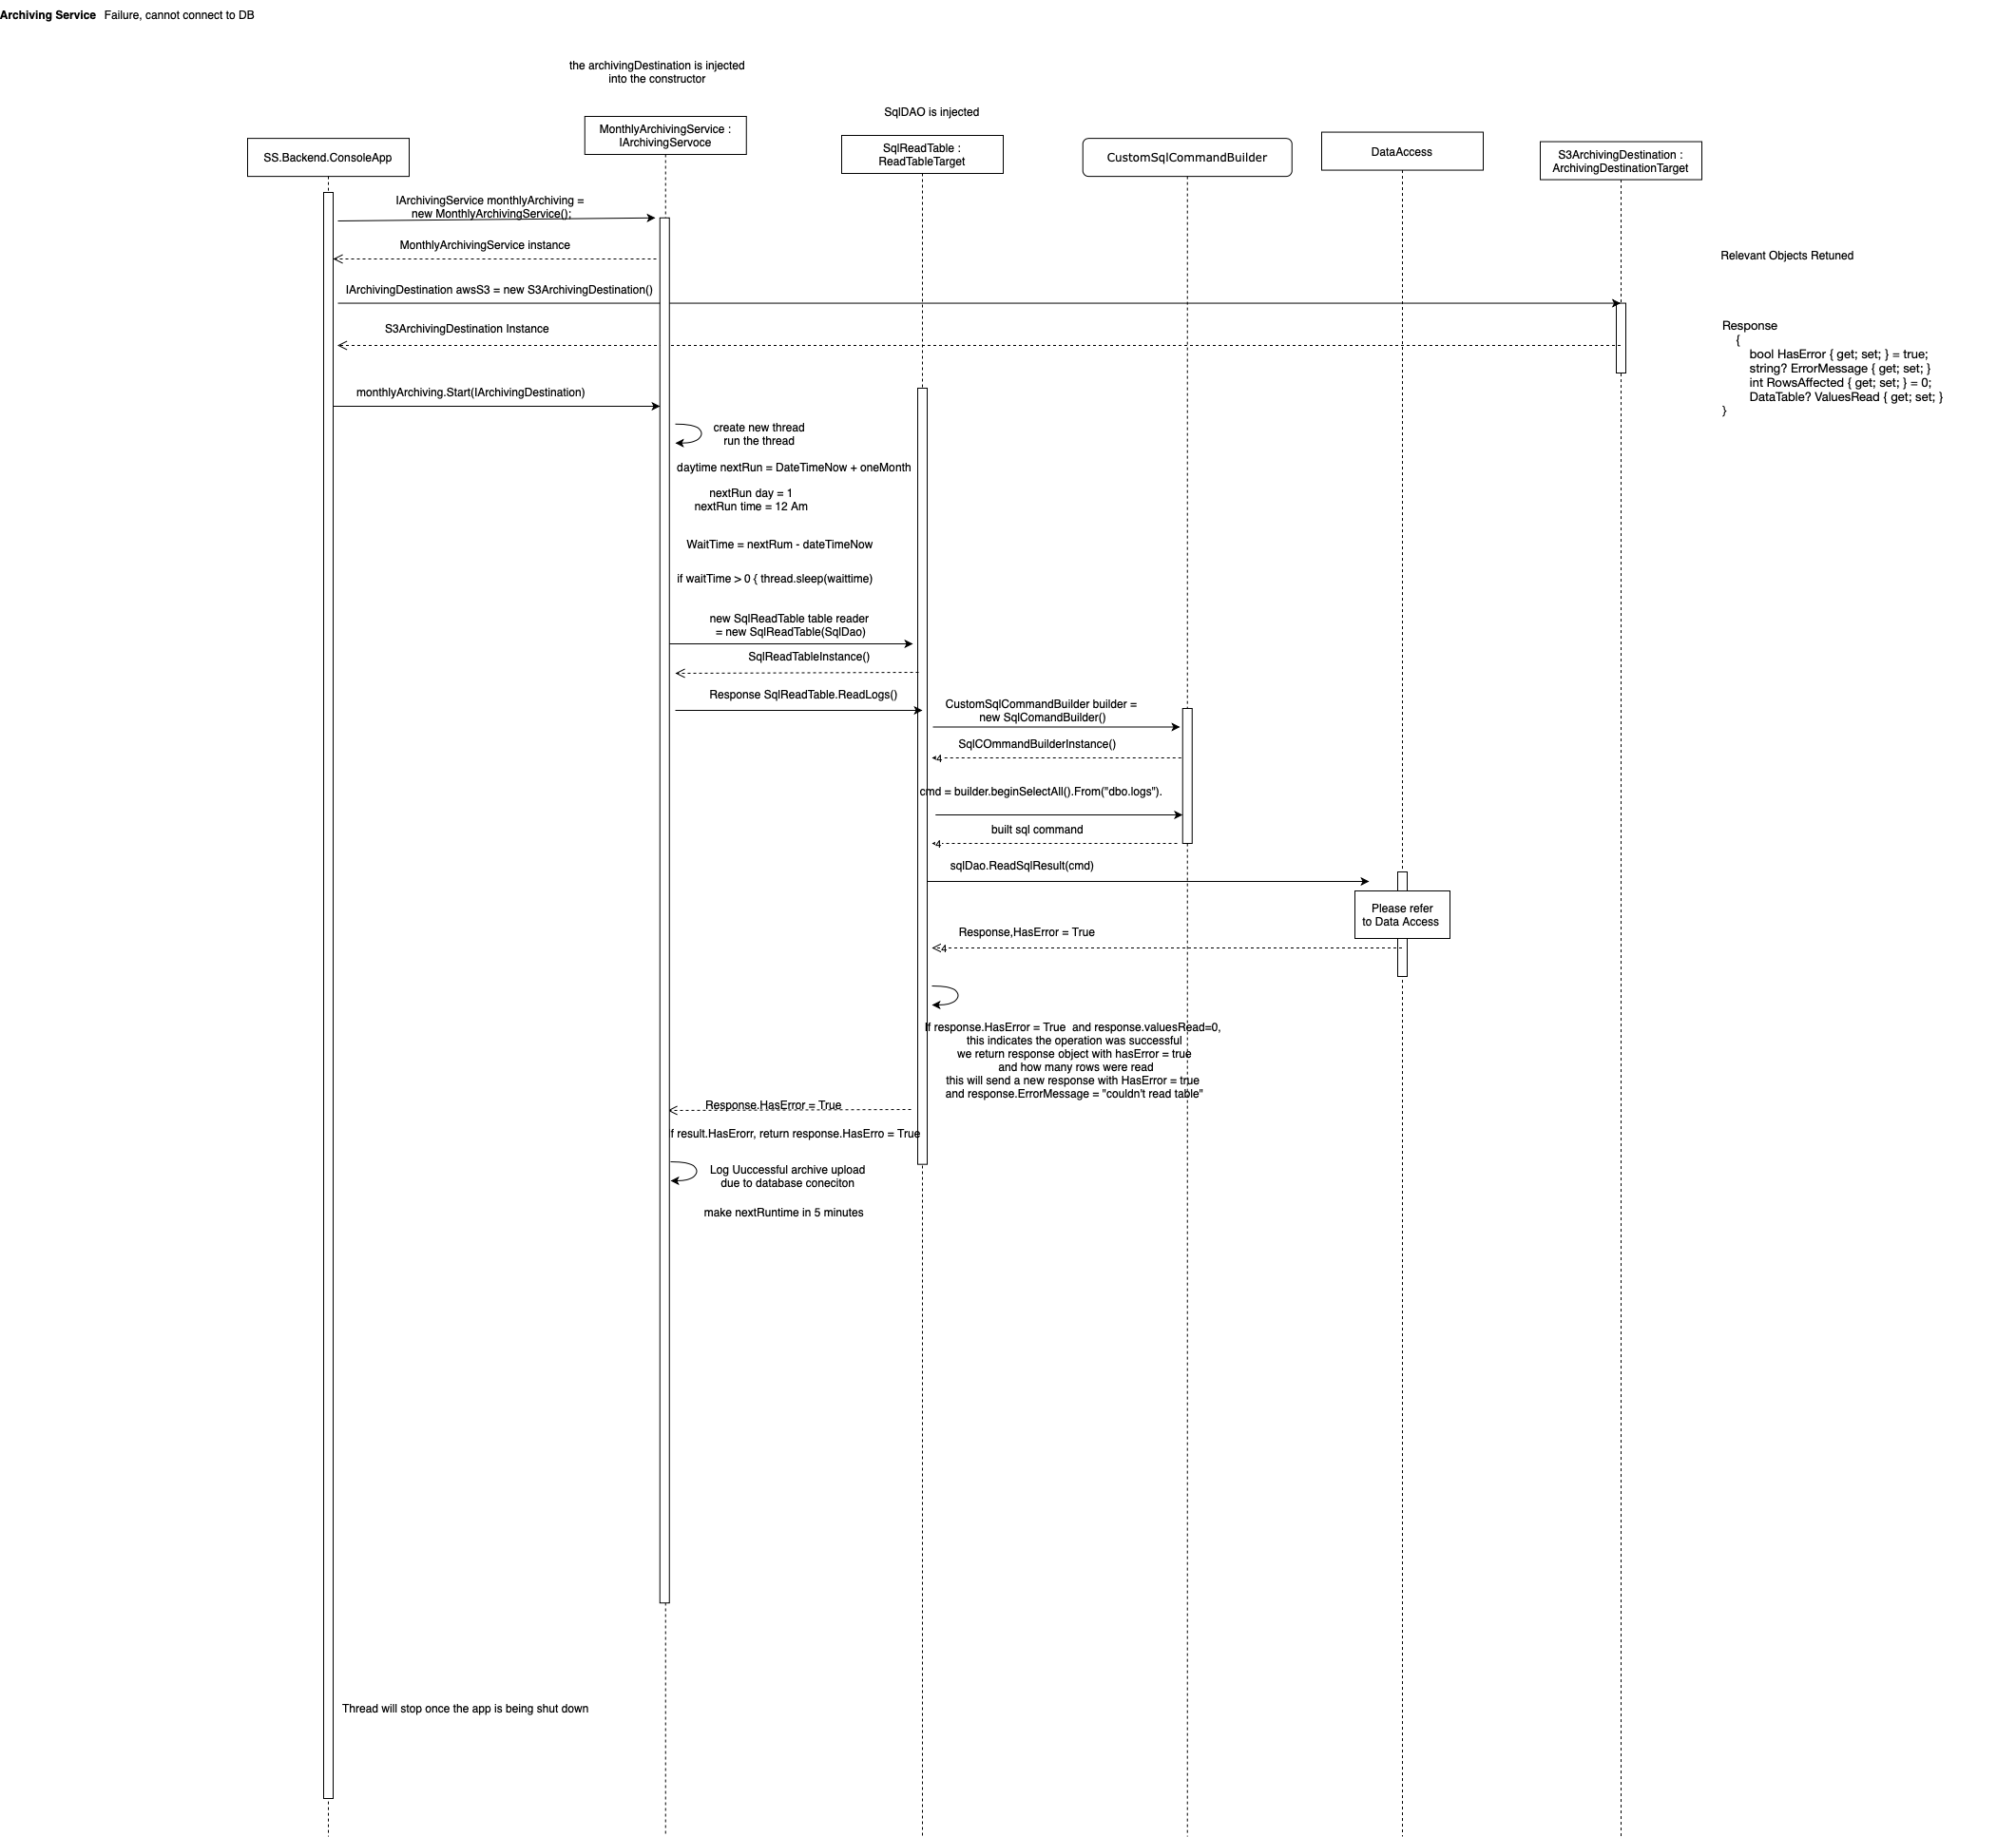 Archiving Service Failure, cannot connect to DB
the archivingDestination is injected
into the constructor
SqlDAO is injected
SS.Backend.ConsoleApp
MonthlyArchivingService :
IArchivingServoce
SqlReadTable :
ReadTableTarget
CustomSqlCommandBuilder
DataAccess
S3ArchivingDestination :
ArchivingDestinationTarget
IArchivingService monthlyArchiving =
new MonthlyArchivingService();
MonthlyArchivingService instance
Relevant Objects Retuned
IArchivingDestination awsS3 = new S3ArchivingDestination()
S3ArchivingDestination Instance
Response
{
bool HasError { get; set; } = true;
string? ErrorMessage { get; set; }
int RowsAffected { get; set; } = 0;
DataTable? ValuesRead { get; set; }
}
monthlyArchiving.Start(IArchivingDestination)
create new thread
run the thread
daytime nextRun = DateTimeNow + oneMonth
nextRun day = 1
nextRun time = 12 Am
WaitTime = nextRum - dateTimeNow
if waitTime > 0 { thread.sleep(waittime)
new SqlReadTable table reader
= new SqlReadTable(SqlDao)
SqlReadTableInstance()
Response SqlReadTable.ReadLogs()
CustomSqlCommandBuilder builder =
new SqlComandBuilder()
SqlCOmmandBuilderInstance()
4
cmd = builder.beginSelectAll().From("dbo.logs").
built sql command
4
sqlDao.ReadSqlResult(cmd)
Please refer
to Data Access
Response,HasError = True
4
If response.HasError = True and response.valuesRead=0,
this indicates the operation was successful
we return response object with hasError = true
and how many rows were read
this will send a new response with HasError = true
and response.ErrorMessage = "couldn't read table"
Response.HasError = True
if result.HasErorr, return response.HasErro = True
Log Uuccessful archive upload
due to database coneciton
make nextRuntime in 5 minutes
Thread will stop once the app is being shut down